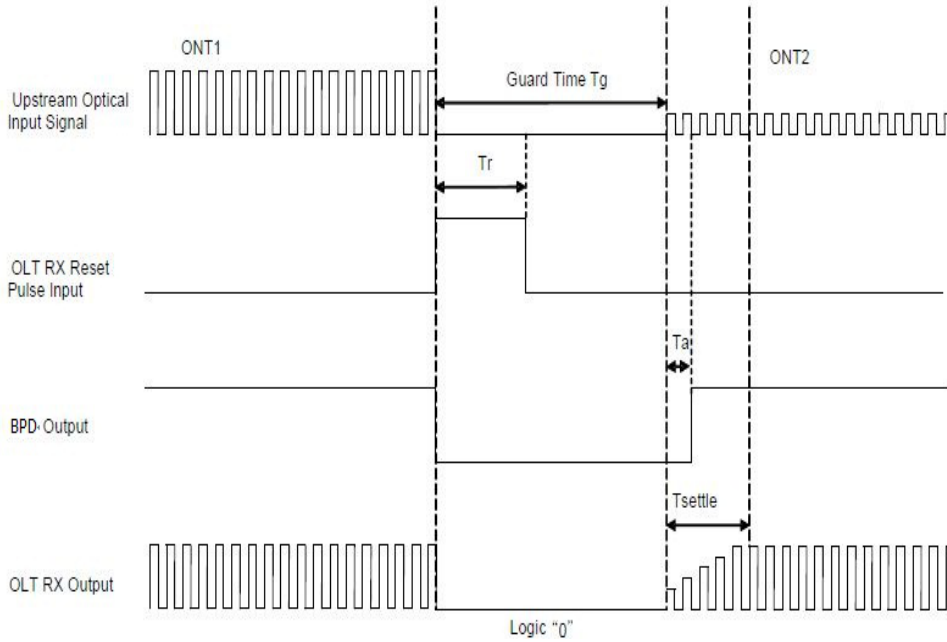 ONT1
ONT2
Guard Time Tg
Upstream Optical
Input Signal
Tr
OLT RX Reset
Pulse Input
Ta
BPD Output
Tsettle
OLT RX Output
Logic "0"